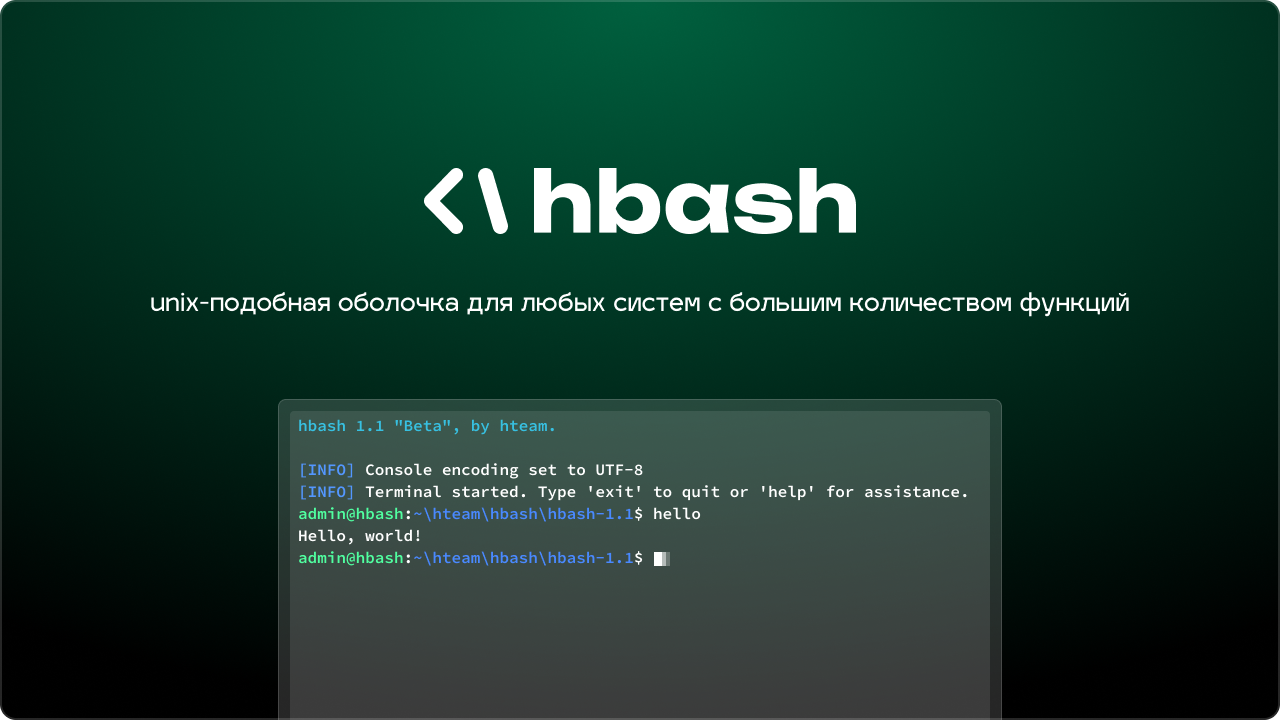 <\ hbash
unix-подобная оболочка для любых систем с большим количеством функций
hbash 1.1 "Beta", by hteam.
[INFO] Console encoding set to UTF-8
[INFO] Terminal started. Type 'exit' to quit or 'help' for assistance.
admin@hbash:~\hteam\hbash\hbash-1.1$ hello
Hello, world!
admin@hbash:~\hteam\hbash\hbash-1.1$